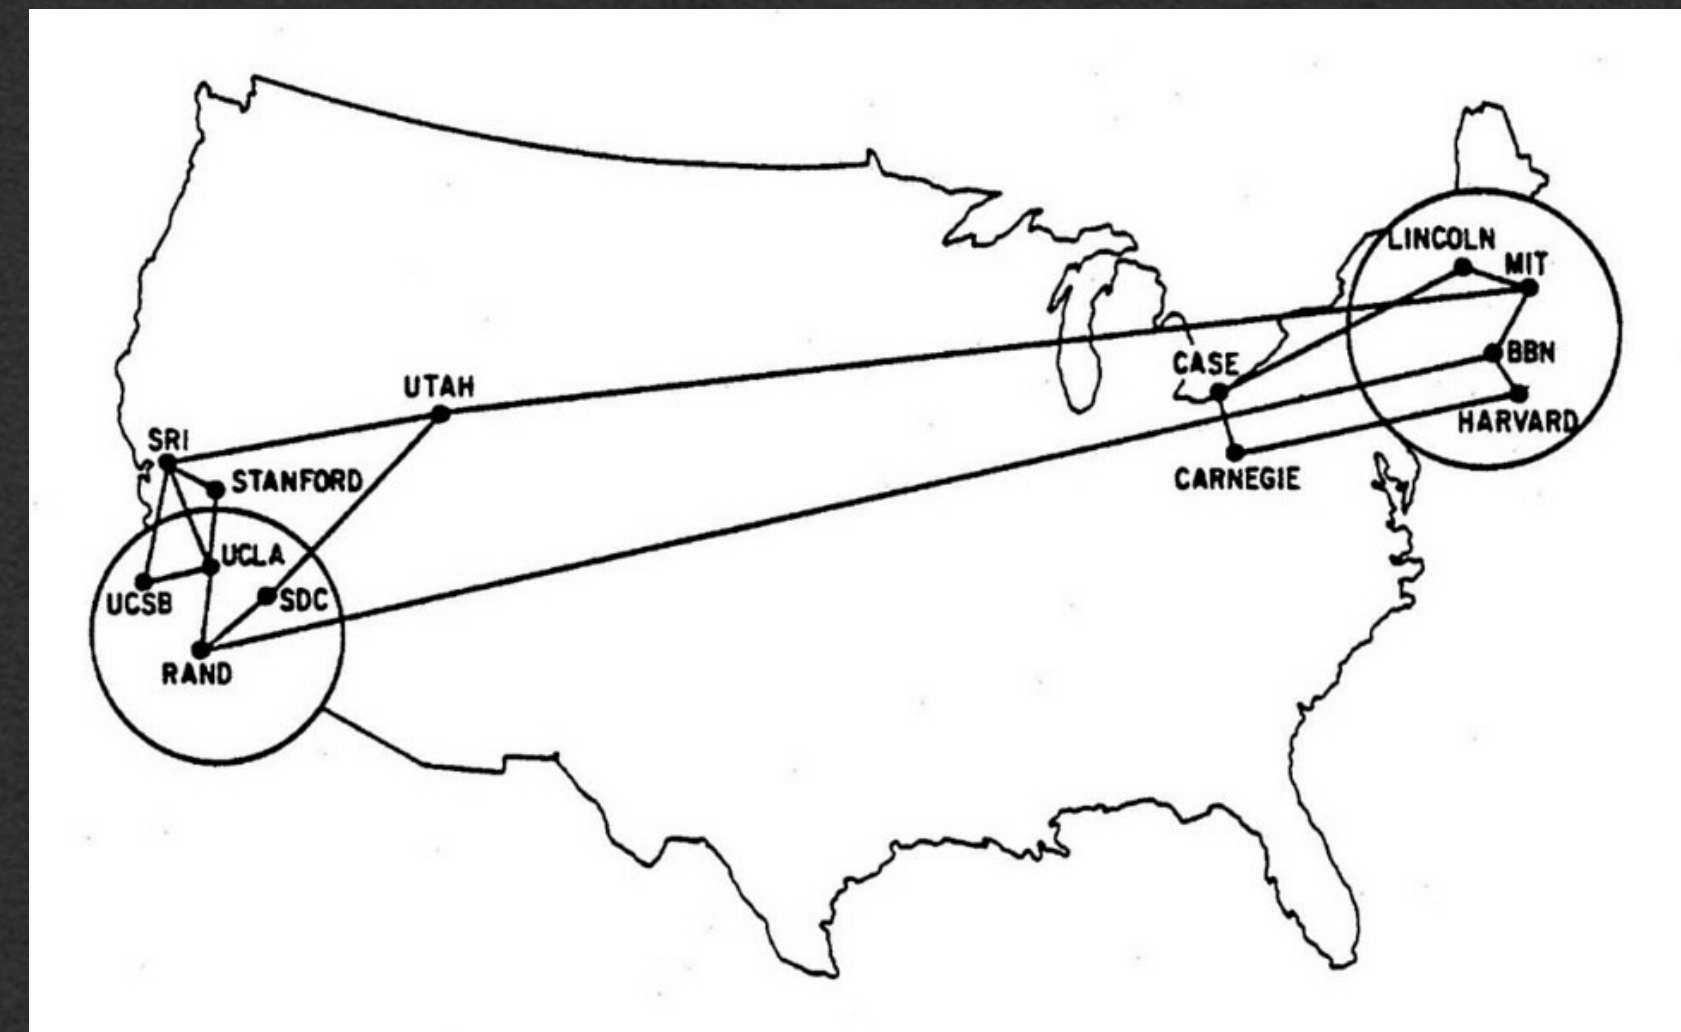 LINCOLN
MIT
BBN
CASE
HARVARD
CARNEGIE
UTAH
SRI
STANFORD
UCLA
UCSB
SDC
RAND